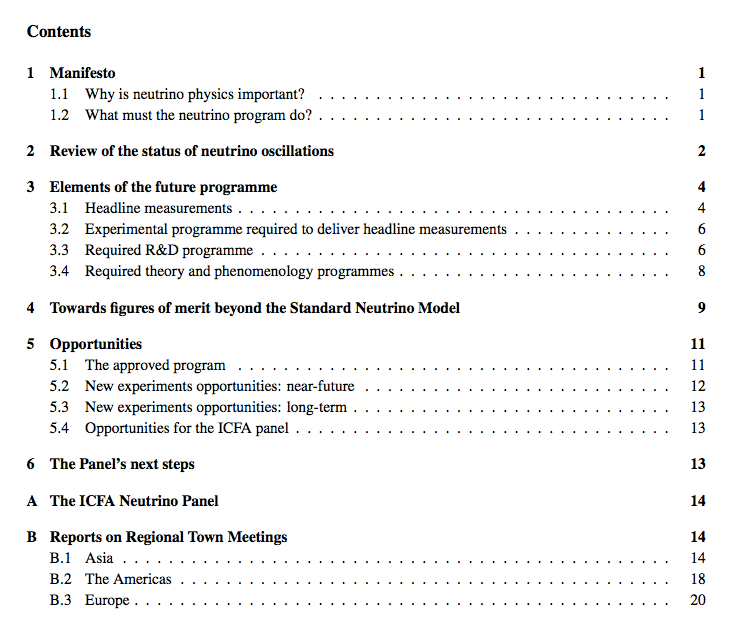 Contents
1 Manifesto 1
1.1 Why is neutrino physics important? . . . . . . . . . . . . . . . . . . . . . . . . . . . . . . . 1
1.2 What must the neutrino program do? . . . . . . . . . . . . . . . . . . . . . . . . . . . . . . . 1
2 Review of the status of neutrino oscillations 2
3 Elements of the future programme 4
3.1 Headline measurements . . . . . . . . . . . . . . . . . . . . . . . . . . . . . . . . . . . . . . 4
3.2 Experimental programme required to deliver headline measurements . . . . . . . . . . . . . . 6
3.3 Required R&D programme . . . . . . . . . . . . . . . . . . . . . . . . . . . . . . . . . . . . 6
3.4 Required theory and phenomenology programmes . . . . . . . . . . . . . . . . . . . . . . . . 8
4 Towards figures of merit beyond the Standard Neutrino Model 9
5 Opportunities 11
5.1 The approved program . . . . . . . . . . . . . . . . . . . . . . . . . . . . . . . . . . . . . . 11
5.2 New experiments opportunities: near-future . . . . . . . . . . . . . . . . . . . . . . . . . . . 12
5.3 New experiments opportunities: long-term . . . . . . . . . . . . . . . . . . . . . . . . . . . . 13
5.4 Opportunities for the ICFA panel . . . . . . . . . . . . . . . . . . . . . . . . . . . . . . . . . 13
6 The Panel's next steps 13
A The ICFA Neutrino Panel 14
B Reports on Regional Town Meetings 14
B.1 Asia . . . . . . . . . . . . . . . . . . . . . . . . . . . . . . . . . . . . . . . . . . . . . . . . 14
B.2 The Americas . . . . . . . . . . . . . . . . . . . . . . . . . . . . . . . . . . . . . . . . . . . 18
B.3 Europe . . . . . . . . . . . . . . . . . . . . . . . . . . . . . . . . . . . . . . . . . . . . . . . 20